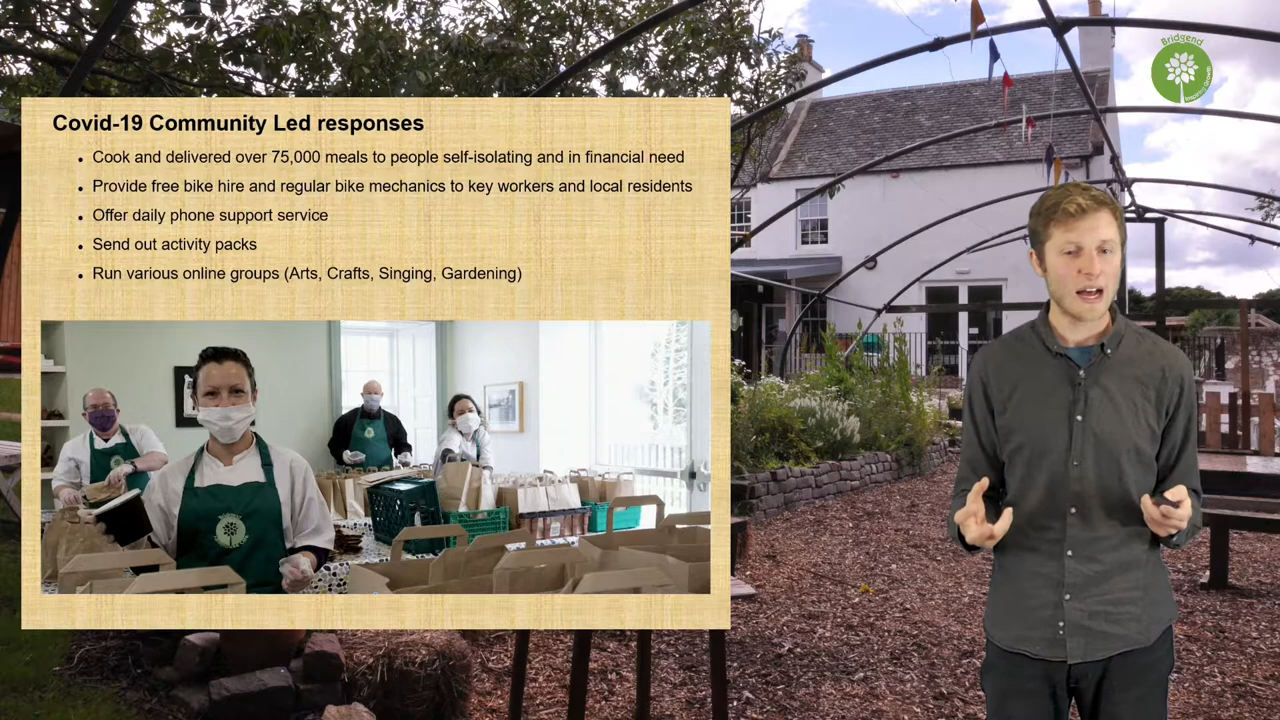 Covid-19 Community Led responses
Cook and delivered over 75,000 meals to people self-isolating and in financial need
Provide free bike hire and regular bike mechanics to key workers and local residents
Offer daily phone support service
Send out activity packs
Run various online groups (Arts, Crafts, Singing, Gardening)
Bridgend